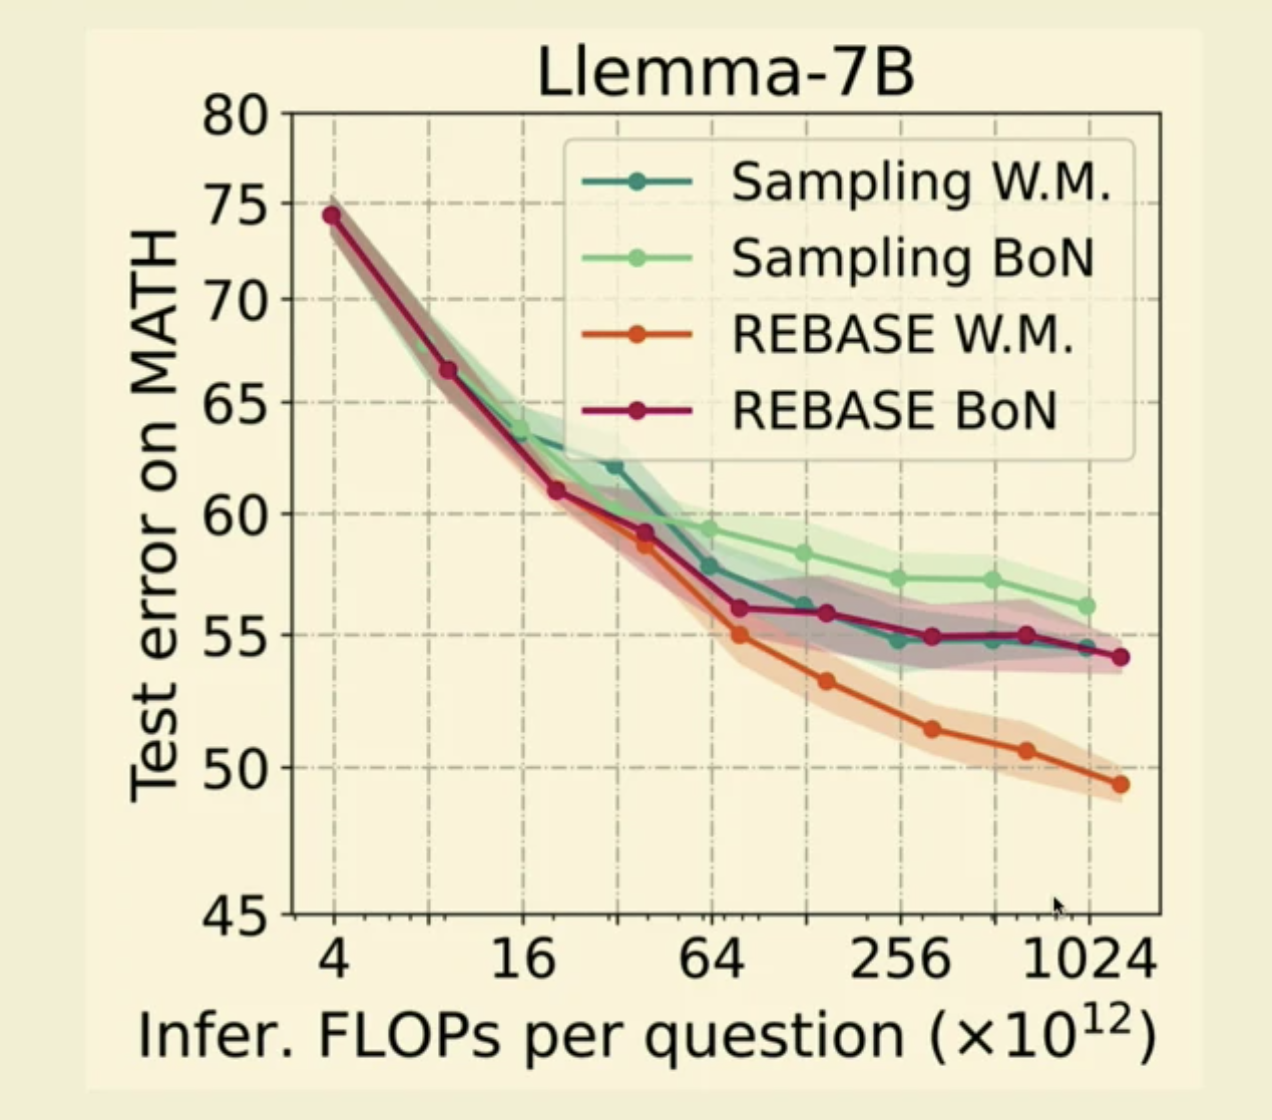 Llemma-7B
80
75
70
65
60
55
50
45
Test error on MATH
Sampling W.M.
Sampling BoN
REBASE W.M.
REBASE BoN
4 16 64 256 1024
Infer. FLOPs per question (×10¹²)